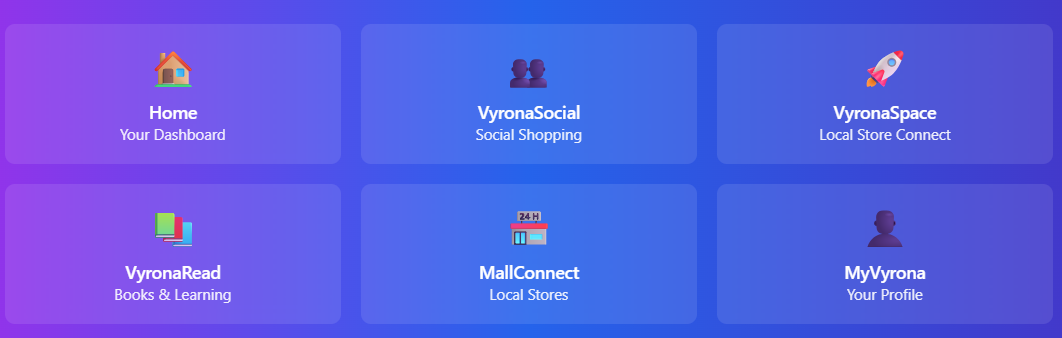 Home
Your Dashboard
VyronaSocial
Social Shopping
VyronaSpace
Local Store Connect
VyronaRead
Books & Learning
24 H
MallConnect
Local Stores
MyVyrona
Your Profile